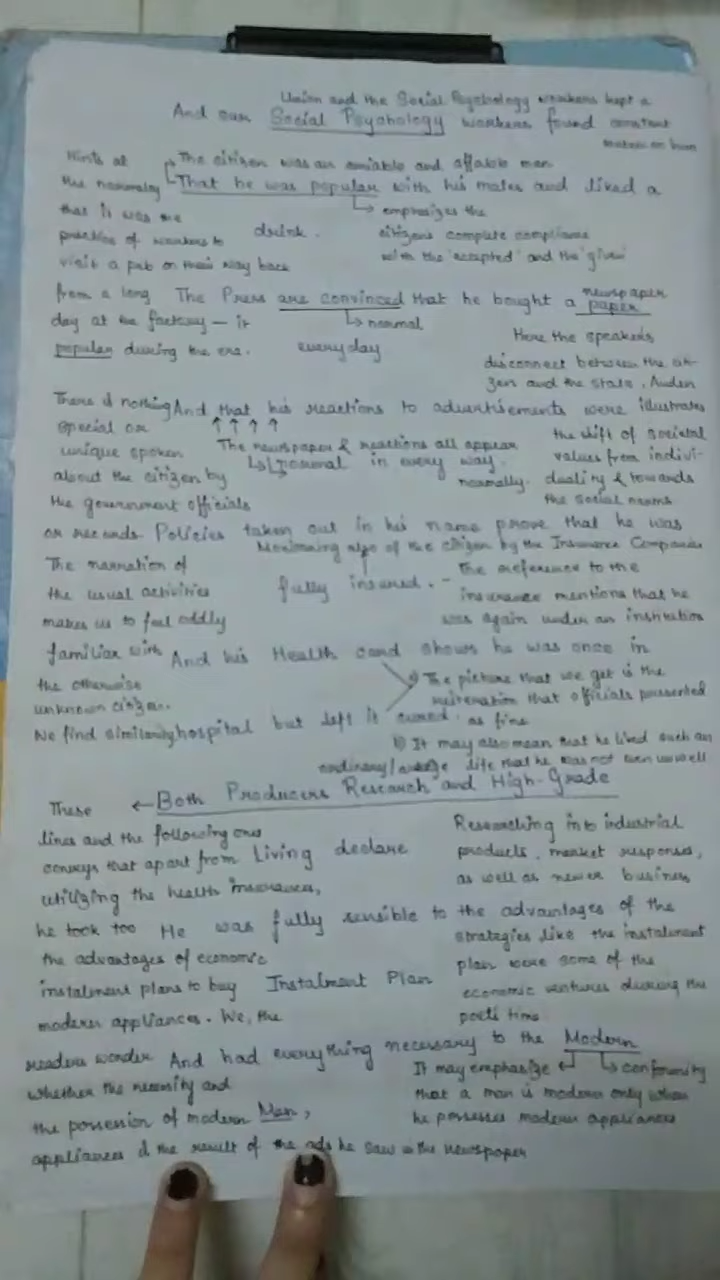 Union and the Social Psychology workers kept a
And our Social Psychology workers found constant
Hints at The citizen was an amiable and affable man
the normalcy That he was popular with his mates and liked a
that it was the emphasizes the
practice of workers to drink. citizens complete compliance
visit a pub on their way back with the 'accepted' and the 'given'
from a long The Press are convinced that he bought a newspaper paper
day at the factory – it normal Here the speakers
popular during the era. everyday disconnect between the citi-
zen and the state, Auden
There is nothing And that his reactions to advertisements were illustrates
special or the shift of societal
unique spoken The newspaper & reactions all appear values from indivi-
about the citizen by normal in every way. normally. duality & towards
the government officials the social norms
or records. Policies taken out in his name prove that he was
Monitoring also of the citizen by the Insurance Companies
The narration of fully insured. The reference to the
the usual activities insurance mentions that he
makes us to feel oddly was again under an institution
familiar with And his Health card shows he was once in
the otherwise The picture that we get is the
unknown citizen. reiteration that officials presented
We find similarly hospital but left it cured. as fine
It may also mean that he lived such an
ordinary/average life that he was not even unwell
These ← Both Producers Research and High-Grade
lines and the following ones Researching into industrial
conveys that apart from Living declare products, market responses,
utilizing the health insurances, as well as newer business
he took too He was fully sensible to the advantages of the
the advantages of economic strategies like the instalment
instalment plans to buy Instalment Plan plan were some of the
modern appliances. We, the economic ventures during the
poets time.
readers wonder And had everything necessary to the Modern
whether the necessity and It may emphasize conformity
the possession of modern Man, that a man is modern only when
he possesses modern appliances
appliances is the result of the ads he saw in the newspaper